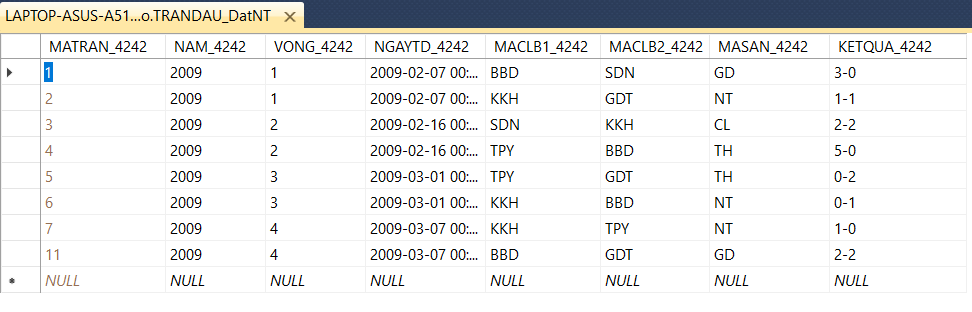 LAPTOP-ASUS-A51...o.TRANDAU_DatNT
MATRAN_4242 NAM_4242 VONG_4242 NGAYTD_4242 MACLB1_4242 MACLB2_4242 MASAN_4242 KETQUA_4242
1 2009 1 2009-02-07 00:... BBD SDN GD 3-0
2 2009 1 2009-02-07 00:... KKH GDT NT 1-1
3 2009 2 2009-02-16 00:... SDN KKH CL 2-2
4 2009 2 2009-02-16 00:... TPY BBD TH 5-0
5 2009 3 2009-03-01 00:... TPY GDT TH 0-2
6 2009 3 2009-03-01 00:... KKH BBD NT 0-1
7 2009 4 2009-03-07 00:... KKH TPY NT 1-0
11 2009 4 2009-03-07 00:... BBD GDT GD 2-2
NULL NULL NULL NULL NULL NULL NULL NULL